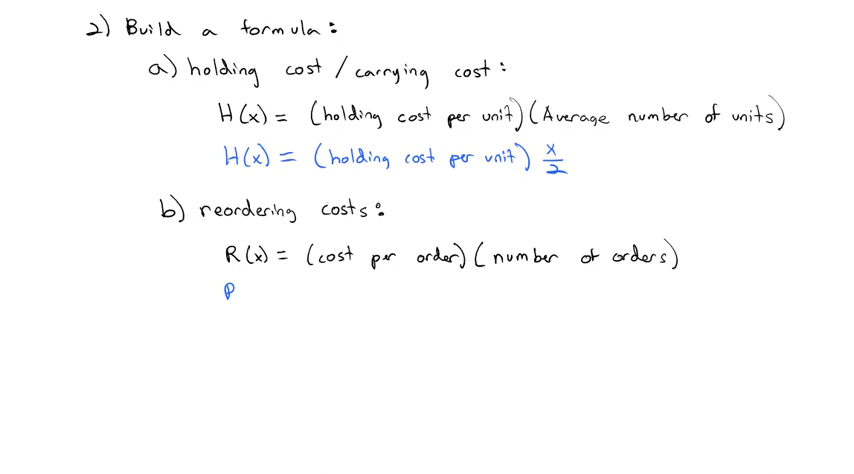 2) Build a formula:
a) holding cost / carrying cost:
H(x) = (holding cost per unit)(Average number of units)
H(x) = (holding cost per unit) x/2
b) reordering costs:
R(x) = (cost per order)(number of orders)